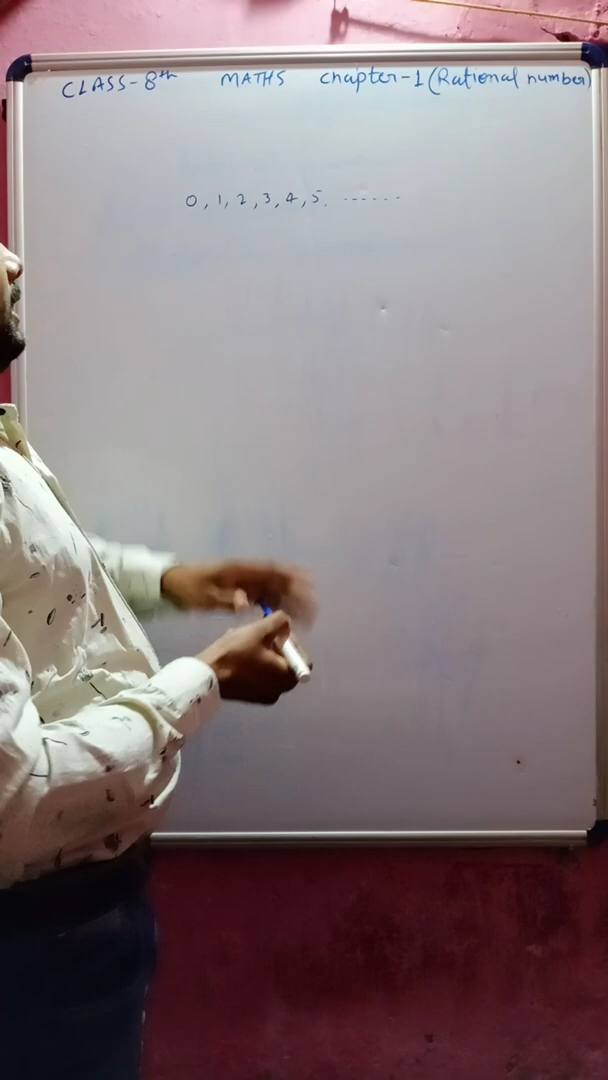 CLASS-8th MATHS chapter-1 (Rational number)
0, 1, 2, 3, 4, 5. ------